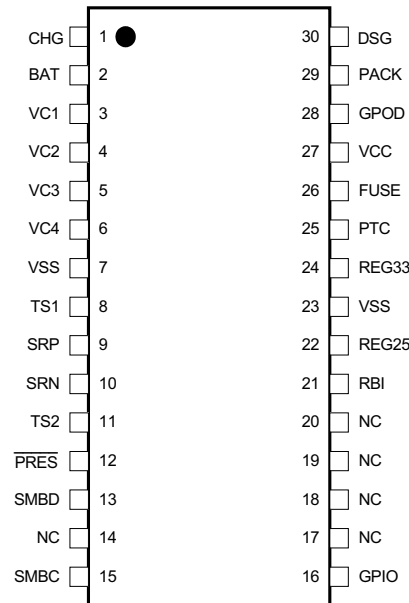 CHG 1 30 DSG
BAT 2 29 PACK
VC1 3 28 GPOD
VC2 4 27 VCC
VC3 5 26 FUSE
VC4 6 25 PTC
VSS 7 24 REG33
TS1 8 23 VSS
SRP 9 22 REG25
SRN 10 21 RBI
TS2 11 20 NC
PRES 12 19 NC
SMBD 13 18 NC
NC 14 17 NC
SMBC 15 16 GPIO